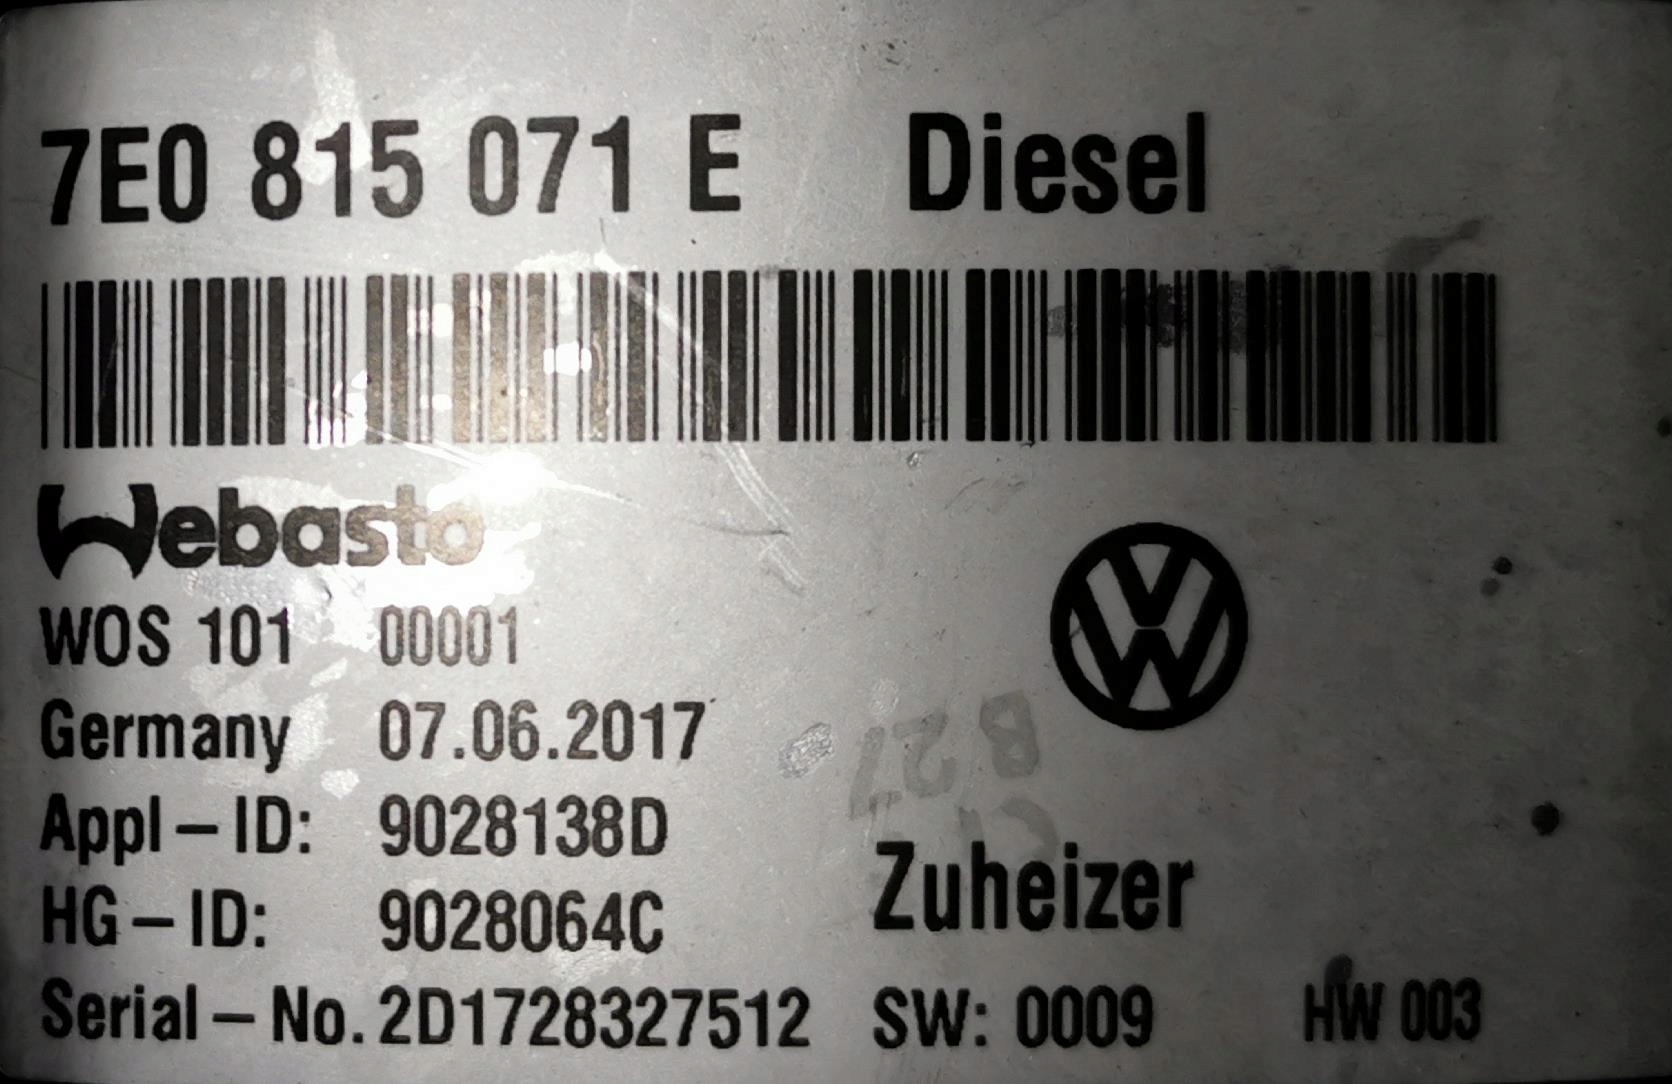 7E0 815 071 E Diesel
Webasto
WOS 101 00001
Germany 07.06.2017
Appl – ID: 9028138D
HG – ID: 9028064C
Zuheizer
Serial – No. 2D1728327512 SW: 0009 HW 003